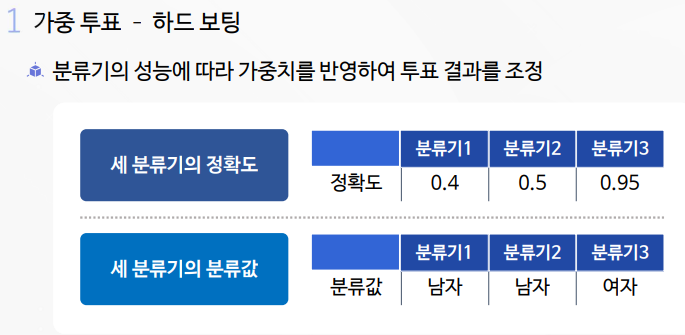 1 가중 투표 - 하드 보팅
분류기의 성능에 따라 가중치를 반영하여 투표 결과를 조정
세 분류기의 정확도
분류기1 분류기2 분류기3
정확도 0.4 0.5 0.95
세 분류기의 분류값
분류기1 분류기2 분류기3
분류값 남자 남자 여자